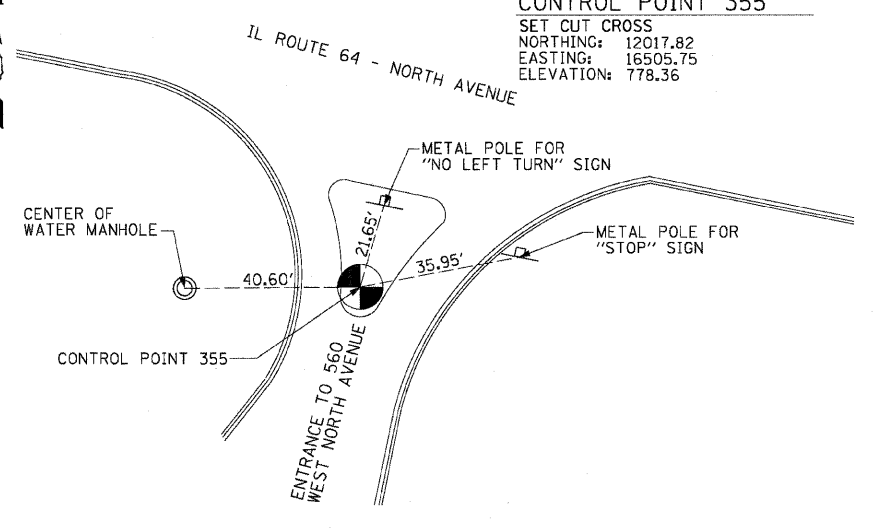 CONTROL POINT 355
SET CUT CROSS
NORTHING: 12017.82
EASTING: 16505.75
ELEVATION: 778.36
IL ROUTE 64 - NORTH AVENUE
METAL POLE FOR
"NO LEFT TURN" SIGN
CENTER OF
WATER MANHOLE
METAL POLE FOR
"STOP" SIGN
21.65'
35.95'
40.60'
CONTROL POINT 355
ENTRANCE TO 560
WEST NORTH AVENUE